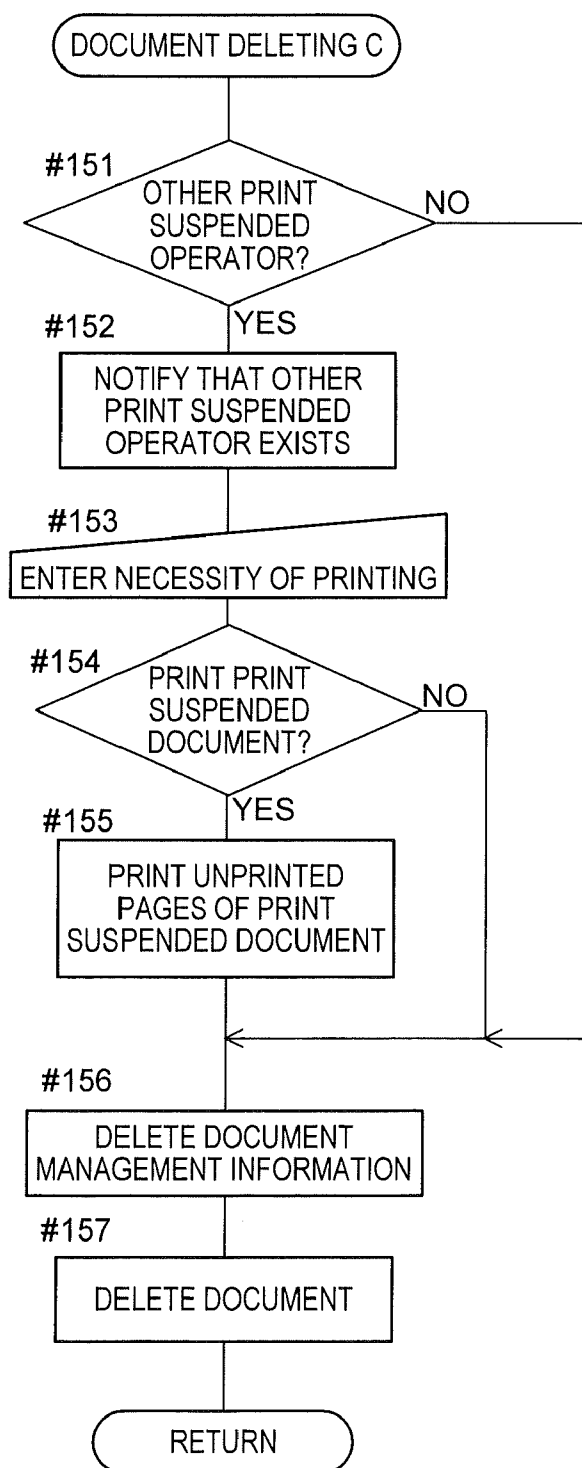 DOCUMENT DELETING C
#151
OTHER PRINT
SUSPENDED
OPERATOR?
NO
YES
#152
NOTIFY THAT OTHER
PRINT SUSPENDED
OPERATOR EXISTS
#153
ENTER NECESSITY OF PRINTING
#154
PRINT PRINT
SUSPENDED
DOCUMENT?
NO
YES
#155
PRINT UNPRINTED
PAGES OF PRINT
SUSPENDED DOCUMENT
#156
DELETE DOCUMENT
MANAGEMENT INFORMATION
#157
DELETE DOCUMENT
RETURN